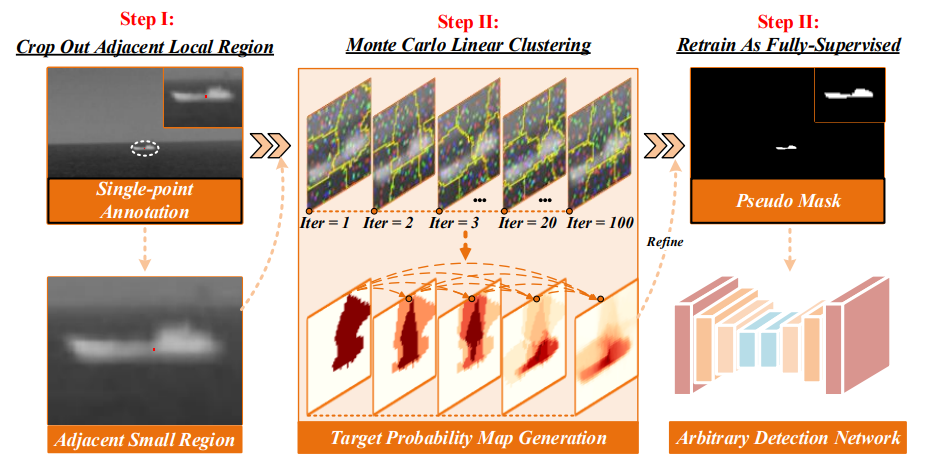 Step I:
Crop Out Adjacent Local Region
Single-point
Annotation
Adjacent Small Region
Step II:
Monte Carlo Linear Clustering
...
...
Iter = 1 Iter = 2 Iter = 3 Iter = 20 Iter = 100
Target Probability Map Generation
Refine
Step II:
Retrain As Fully-Supervised
Pseudo Mask
Arbitrary Detection Network